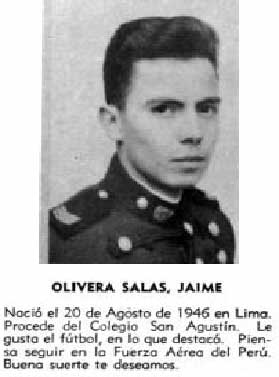 OLIVERA SALAS, JAIME
Nació el 20 de Agosto de 1946 en Lima.
Procede del Colegio San Agustín. Le
gusta el fútbol, en lo que destacó. Pien-
sa seguir en la Fuerza Aérea del Perú.
Buena suerte te deseamos.